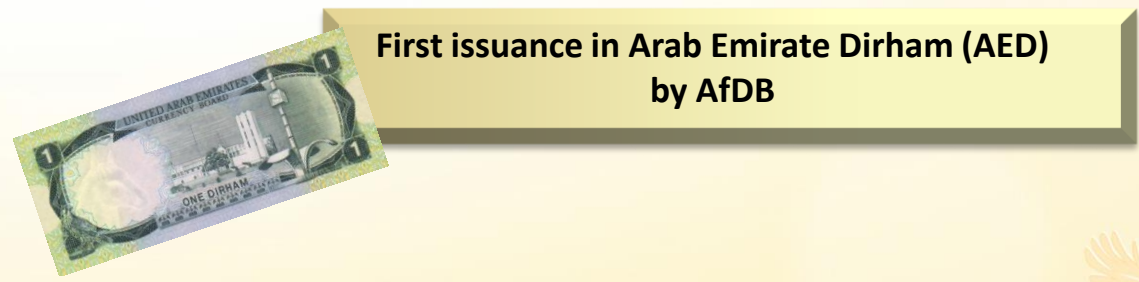 First issuance in Arab Emirate Dirham (AED)
by AfDB
UNITED ARAB EMIRATES
CURRENCY BOARD
1
1
1
1
ONE DIRHAM